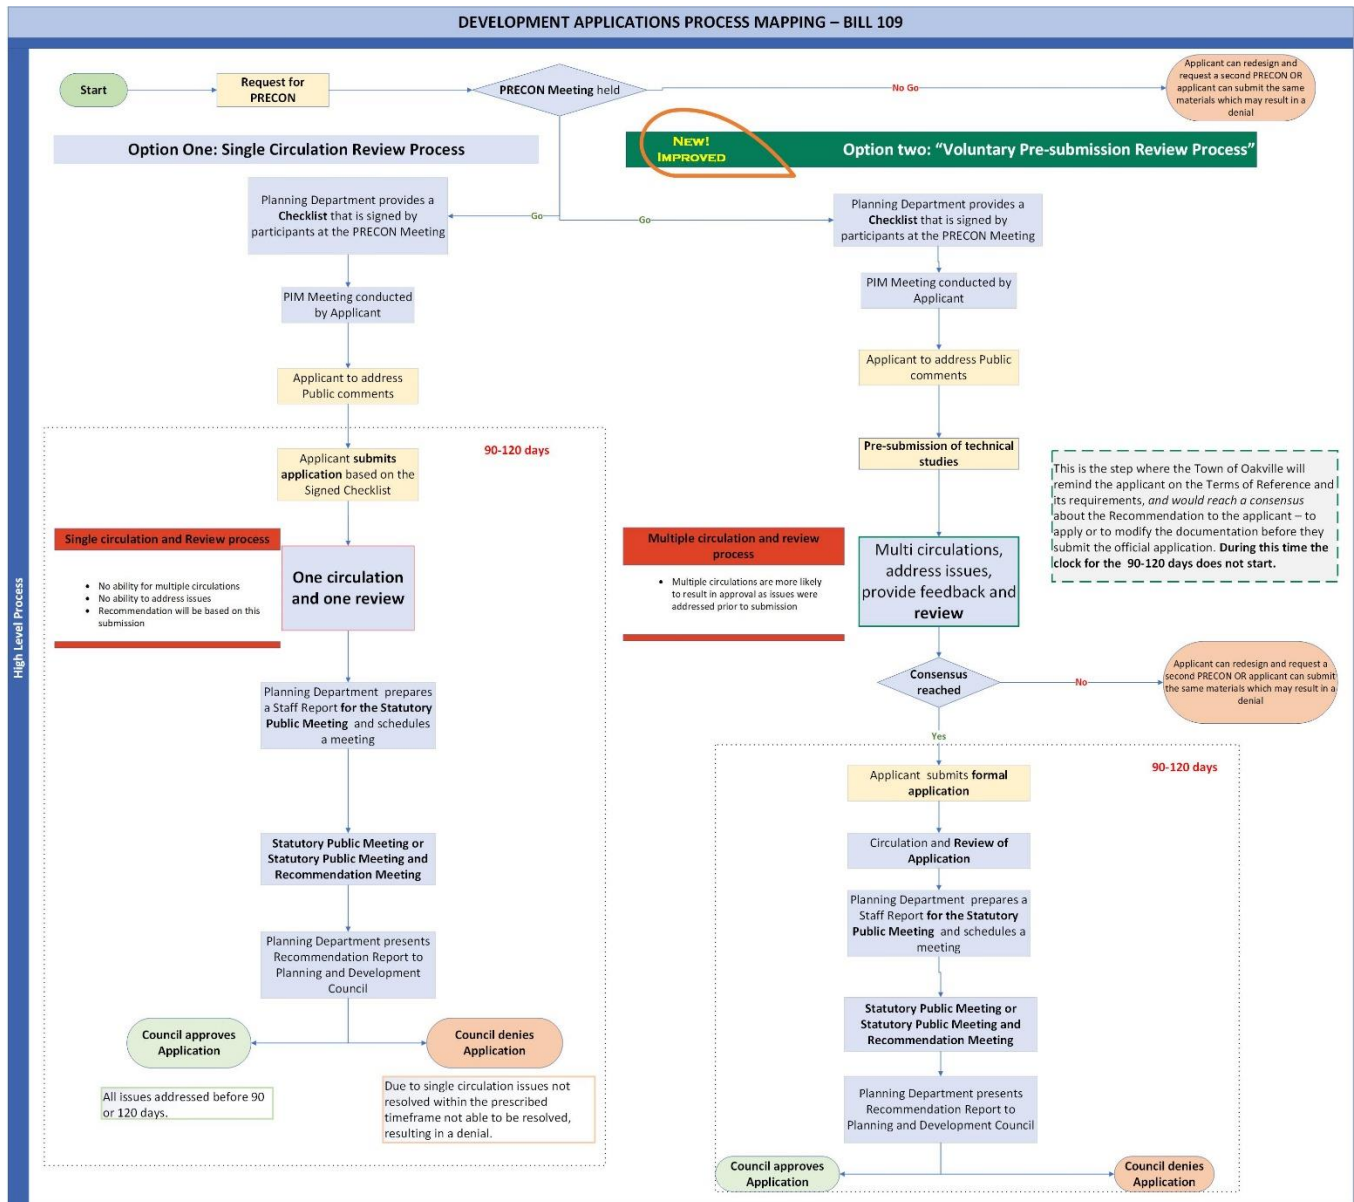 DEVELOPMENT APPLICATIONS PROCESS MAPPING – BILL 109
High Level Process
Start
Request for
PRECON
PRECON Meeting held
No Go
Applicant can redesign and
request a second PRECON OR
applicant can submit the same
materials which may result in a
denial
Option One: Single Circulation Review Process
NEW!
IMPROVED
Option two: “Voluntary Pre-submission Review Process”
Go
Go
Planning Department provides a
Checklist that is signed by
participants at the PRECON Meeting
PIM Meeting conducted
by Applicant
Applicant to address
Public comments
90-120 days
Applicant submits
application based on the
Signed Checklist
Single circulation and Review process
• No ability for multiple circulations
• No ability to address issues
• Recommendation will be based on this
submission
One circulation
and one review
Planning Department prepares
a Staff Report for the Statutory
Public Meeting and schedules
a meeting
Statutory Public Meeting or
Statutory Public Meeting and
Recommendation Meeting
Planning Department presents
Recommendation Report to
Planning and Development
Council
Council approves
Application
Council denies
Application
All issues addressed before 90
or 120 days.
Due to single circulation issues not
resolved within the prescribed
timeframe not able to be resolved,
resulting in a denial.
Planning Department provides a
Checklist that is signed by
participants at the PRECON Meeting
PIM Meeting conducted by
Applicant
Applicant to address Public
comments
Pre-submission of technical
studies
This is the step where the Town of Oakville will
remind the applicant on the Terms of Reference and
its requirements, and would reach a consensus
about the Recommendation to the applicant – to
apply or to modify the documentation before they
submit the official application. During this time the
clock for the 90-120 days does not start.
Multiple circulation and review
process
• Multiple circulations are more likely
to result in approval as issues were
addressed prior to submission
Multi circulations,
address issues,
provide feedback and
review
Consensus
reached
No
Applicant can redesign and request a
second PRECON OR applicant can submit
the same materials which may result in a
denial
Yes
90-120 days
Applicant submits formal
application
Circulation and Review of
Application
Planning Department prepares a
Staff Report for the Statutory
Public Meeting and schedules a
meeting
Statutory Public Meeting or
Statutory Public Meeting and
Recommendation Meeting
Planning Department presents
Recommendation Report to
Planning and Development Council
Council approves
Application
Council denies
Application